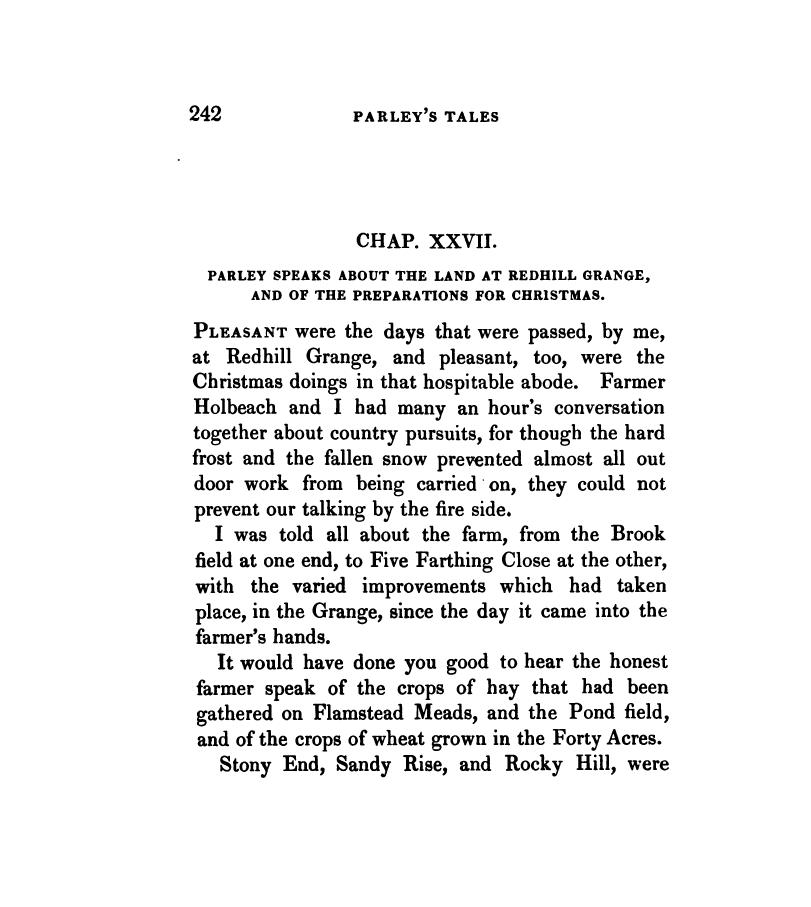 242
PARLEY'S TALES
CHAP. XXVII.
PARLEY SPEAKS ABOUT THE LAND AT REDHILL GRANGE,
AND OF THE PREPARATIONS FOR CHRISTMAS.
PLEASANT were the days that were passed, by me,
at Redhill Grange, and pleasant, too, were the
Christmas doings in that hospitable abode. Farmer
Holbeach and I had many an hour's conversation
together about country pursuits, for though the hard
frost and the fallen snow prevented almost all out
door work from being carried on, they could not
prevent our talking by the fire side.
I was told all about the farm, from the Brook
field at one end, to Five Farthing Close at the other,
with the varied improvements which had taken
place, in the Grange, since the day it came into the
farmer's hands.
It would have done you good to hear the honest
farmer speak of the crops of hay that had been
gathered on Flamstead Meads, and the Pond field,
and of the crops of wheat grown in the Forty Acres.
Stony End, Sandy Rise, and Rocky Hill, were